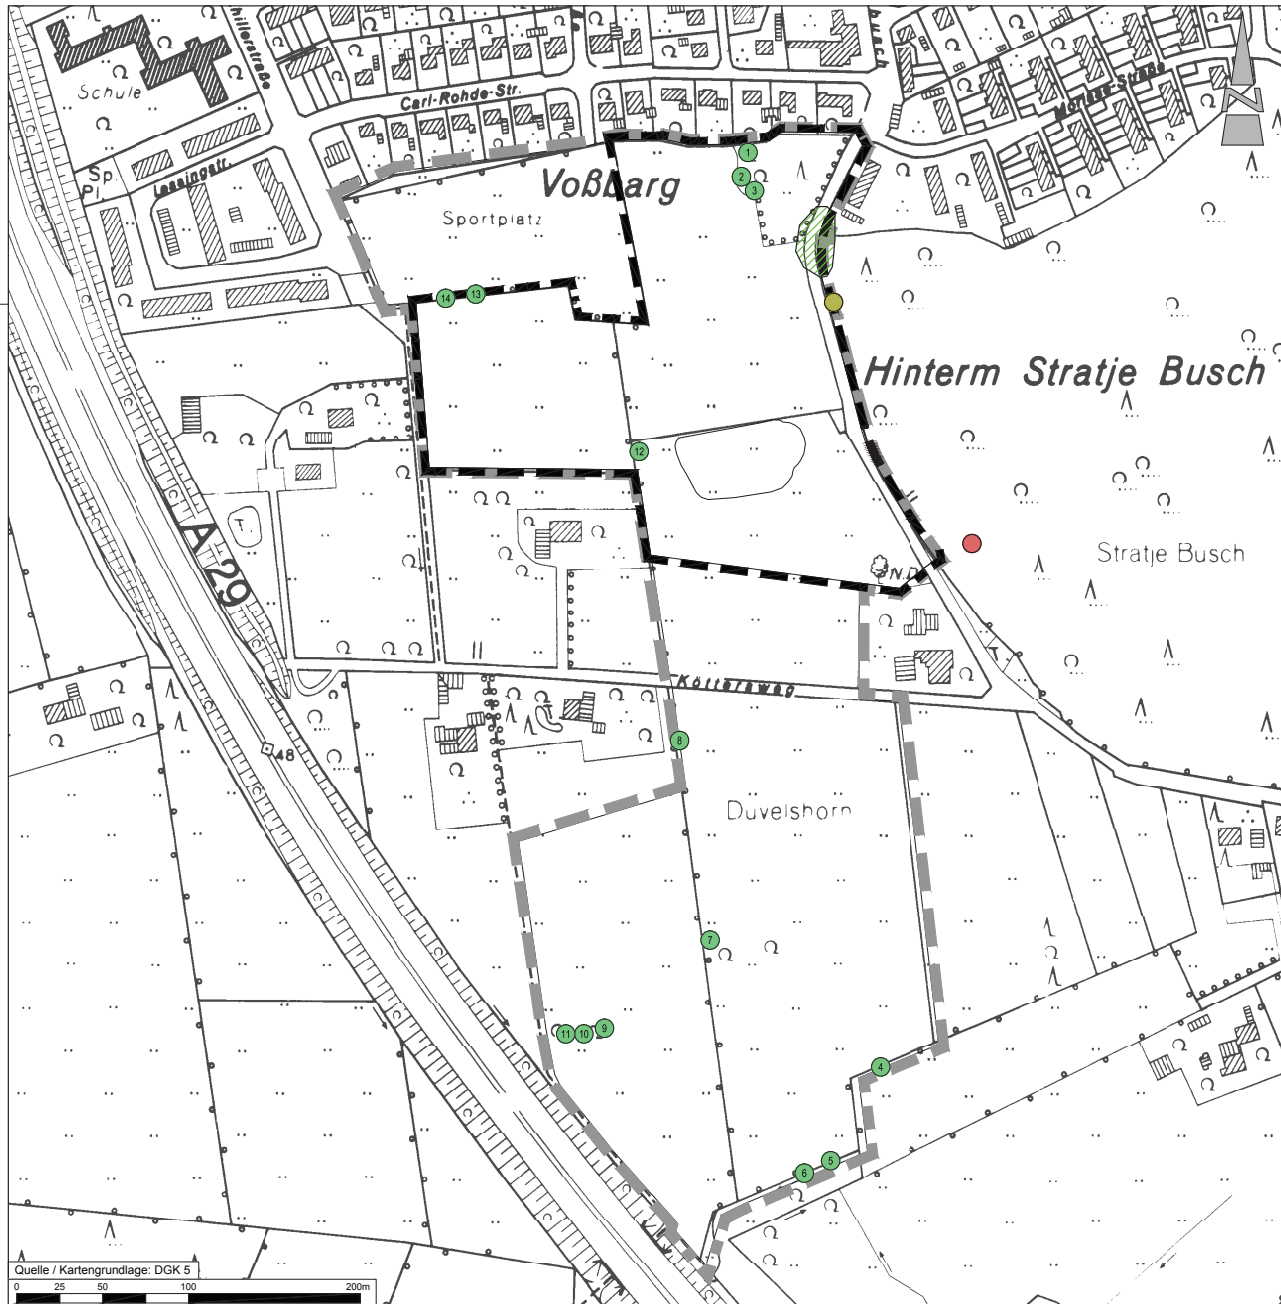 Schule
Carl-Rohde-Str.
Sp.
Pl.
Lessingstr.
Voßbarg
Sportplatz
1
2
3
14
13
Hinterm Stratje Busch
12
T.
A 29
N.D.
Stratje Busch
T.
Köttersweg
48
8
Düvelshorn
7
11
10
9
4
5
6
Quelle / Kartengrundlage: DGK 5
0 25 50 100 200m